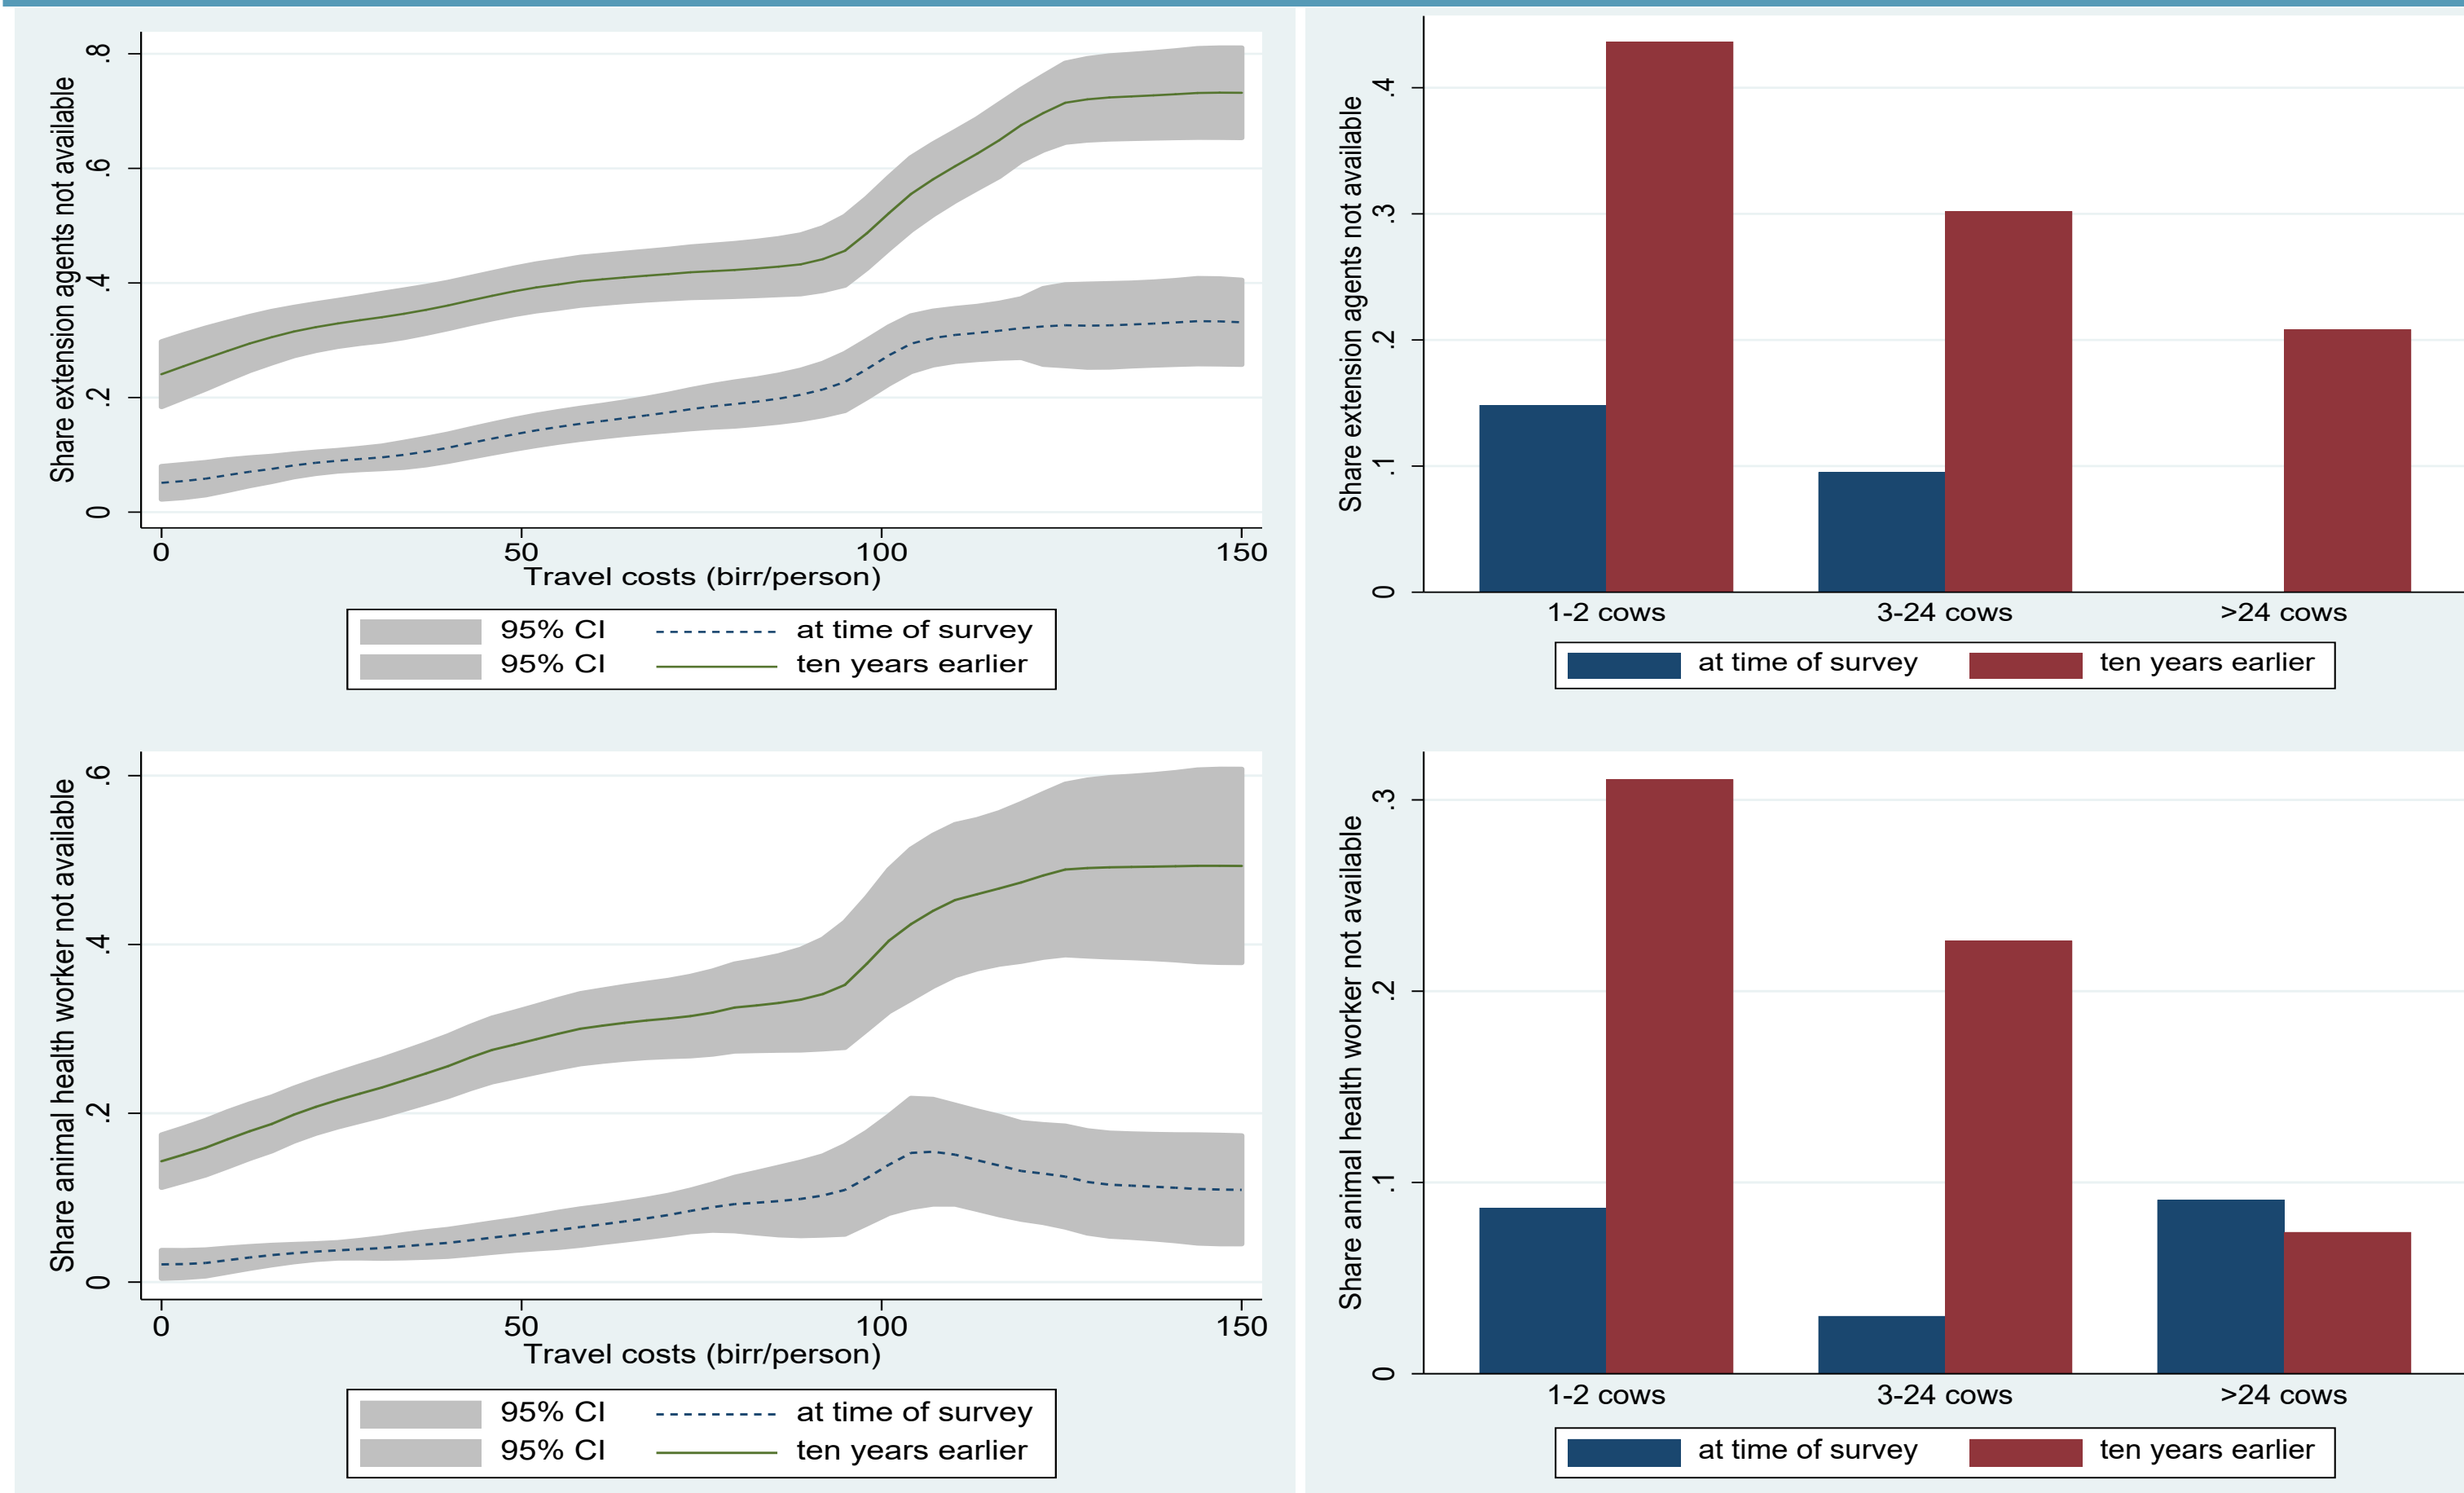 Share extension agents not available
.8
.6
.4
.2
0
0 50 100 150
Travel costs (birr/person)
95% CI at time of survey
95% CI ten years earlier
Share extension agents not available
.4
.3
.2
.1
0
1-2 cows 3-24 cows >24 cows
at time of survey ten years earlier
Share animal health worker not available
.6
.4
.2
0
0 50 100 150
Travel costs (birr/person)
95% CI at time of survey
95% CI ten years earlier
Share animal health worker not available
.3
.2
.1
0
1-2 cows 3-24 cows >24 cows
at time of survey ten years earlier